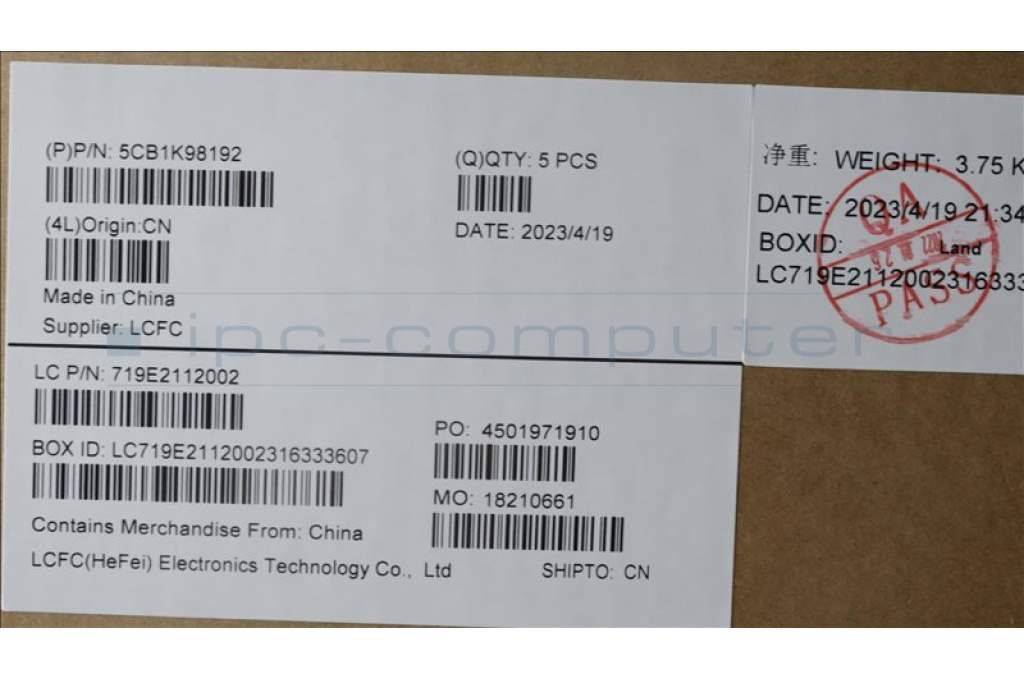 (P)P/N: 5CB1K98192
(Q)QTY: 5 PCS
(4L)Origin:CN
DATE: 2023/4/19
Made in China
Supplier: LCFC
净重: WEIGHT: 3.75 K
DATE: 2023/4/19 21:34
BOXID: Land
LC719E2112002316333
QA
PASS
ipc-computer
LC P/N: 719E2112002
PO: 4501971910
BOX ID: LC719E2112002316333607
MO: 18210661
Contains Merchandise From: China
LCFC(HeFei) Electronics Technology Co., Ltd
SHIPTO: CN